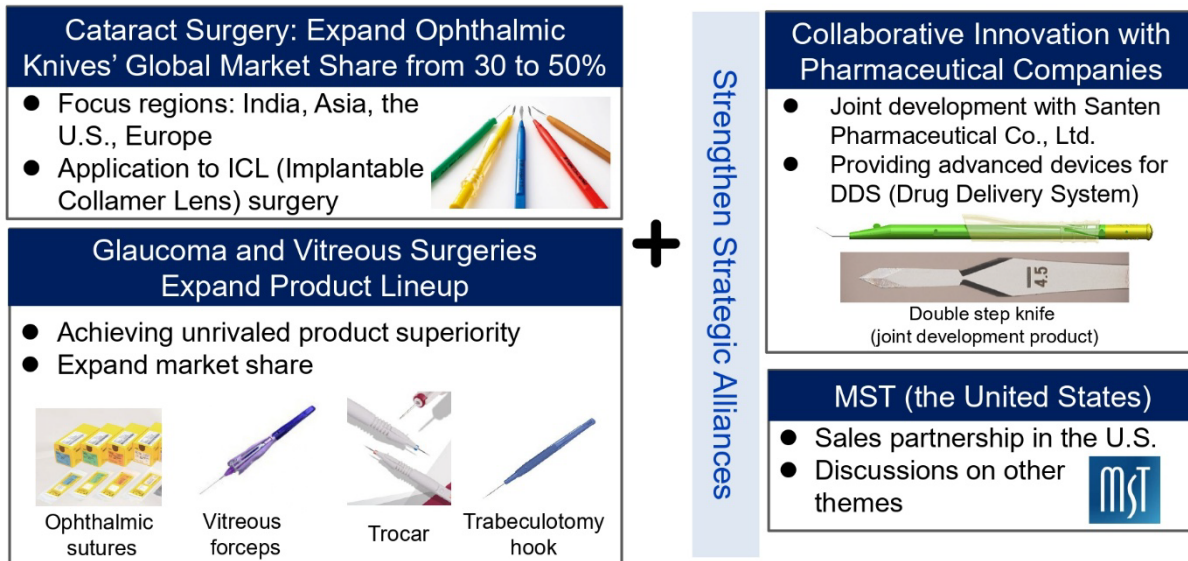 Cataract Surgery: Expand Ophthalmic
Knives’ Global Market Share from 30 to 50%
● Focus regions: India, Asia, the
U.S., Europe
● Application to ICL (Implantable
Collamer Lens) surgery
Glaucoma and Vitreous Surgeries
Expand Product Lineup
● Achieving unrivaled product superiority
● Expand market share
Ophthalmic
sutures
Vitreous
forceps
Trocar
Trabeculotomy
hook
+
Strengthen Strategic Alliances
Collaborative Innovation with
Pharmaceutical Companies
● Joint development with Santen
Pharmaceutical Co., Ltd.
● Providing advanced devices for
DDS (Drug Delivery System)
4.5
Double step knife
(joint development product)
MST (the United States)
● Sales partnership in the U.S.
● Discussions on other
themes
MST